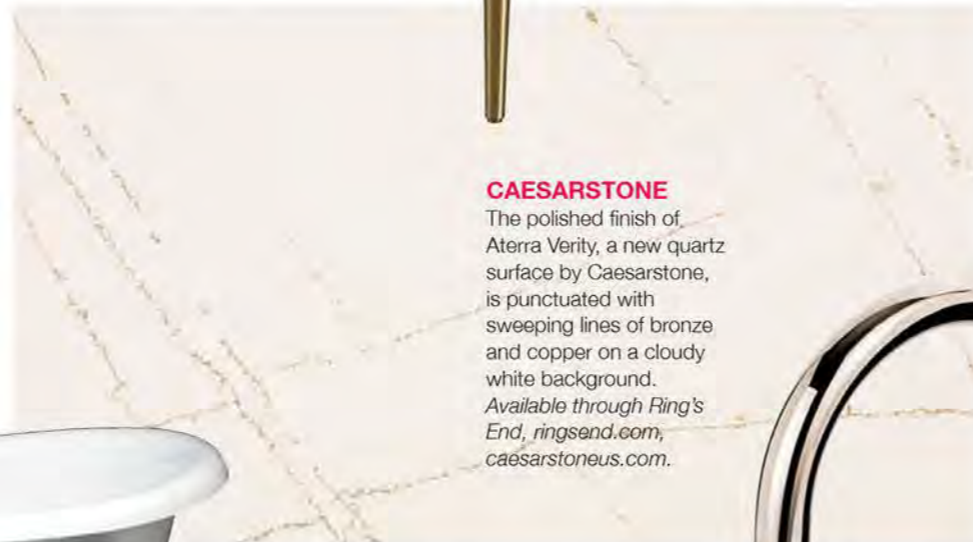 CAESARSTONE
The polished finish of
Aterra Verity, a new quartz
surface by Caesarstone,
is punctuated with
sweeping lines of bronze
and copper on a cloudy
white background.
Available through Ring's
End, ringsend.com,
caesarstoneus.com.